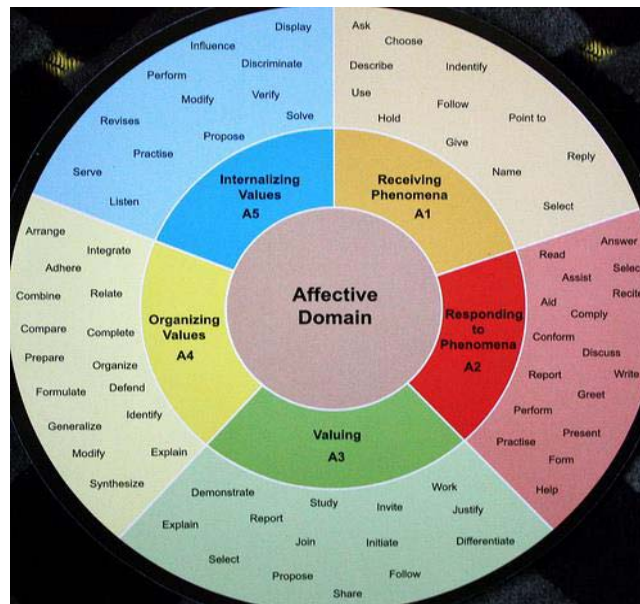 Affective
Domain
Receiving
Phenomena
A1
Ask
Choose
Describe
Indentify
Use
Follow
Hold
Point to
Give
Reply
Name
Select
Responding
to
Phenomena
A2
Answer
Read
Selec
Assist
Recite
Aid
Comply
Conform
Discuss
Report
Write
Greet
Perform
Present
Practise
Form
Help
Valuing
A3
Work
Demonstrate
Study
Invite
Justify
Explain
Report
Join
Initiate
Differentiate
Select
Propose
Follow
Share
Organizing
Values
A4
Arrange
Integrate
Adhere
Combine
Relate
Compare
Complete
Prepare
Organize
Formulate
Defend
Identify
Generalize
Modify
Explain
Synthesize
Internalizing
Values
A5
Display
Influence
Discriminate
Perform
Modify
Verify
Revises
Solve
Propose
Practise
Serve
Listen